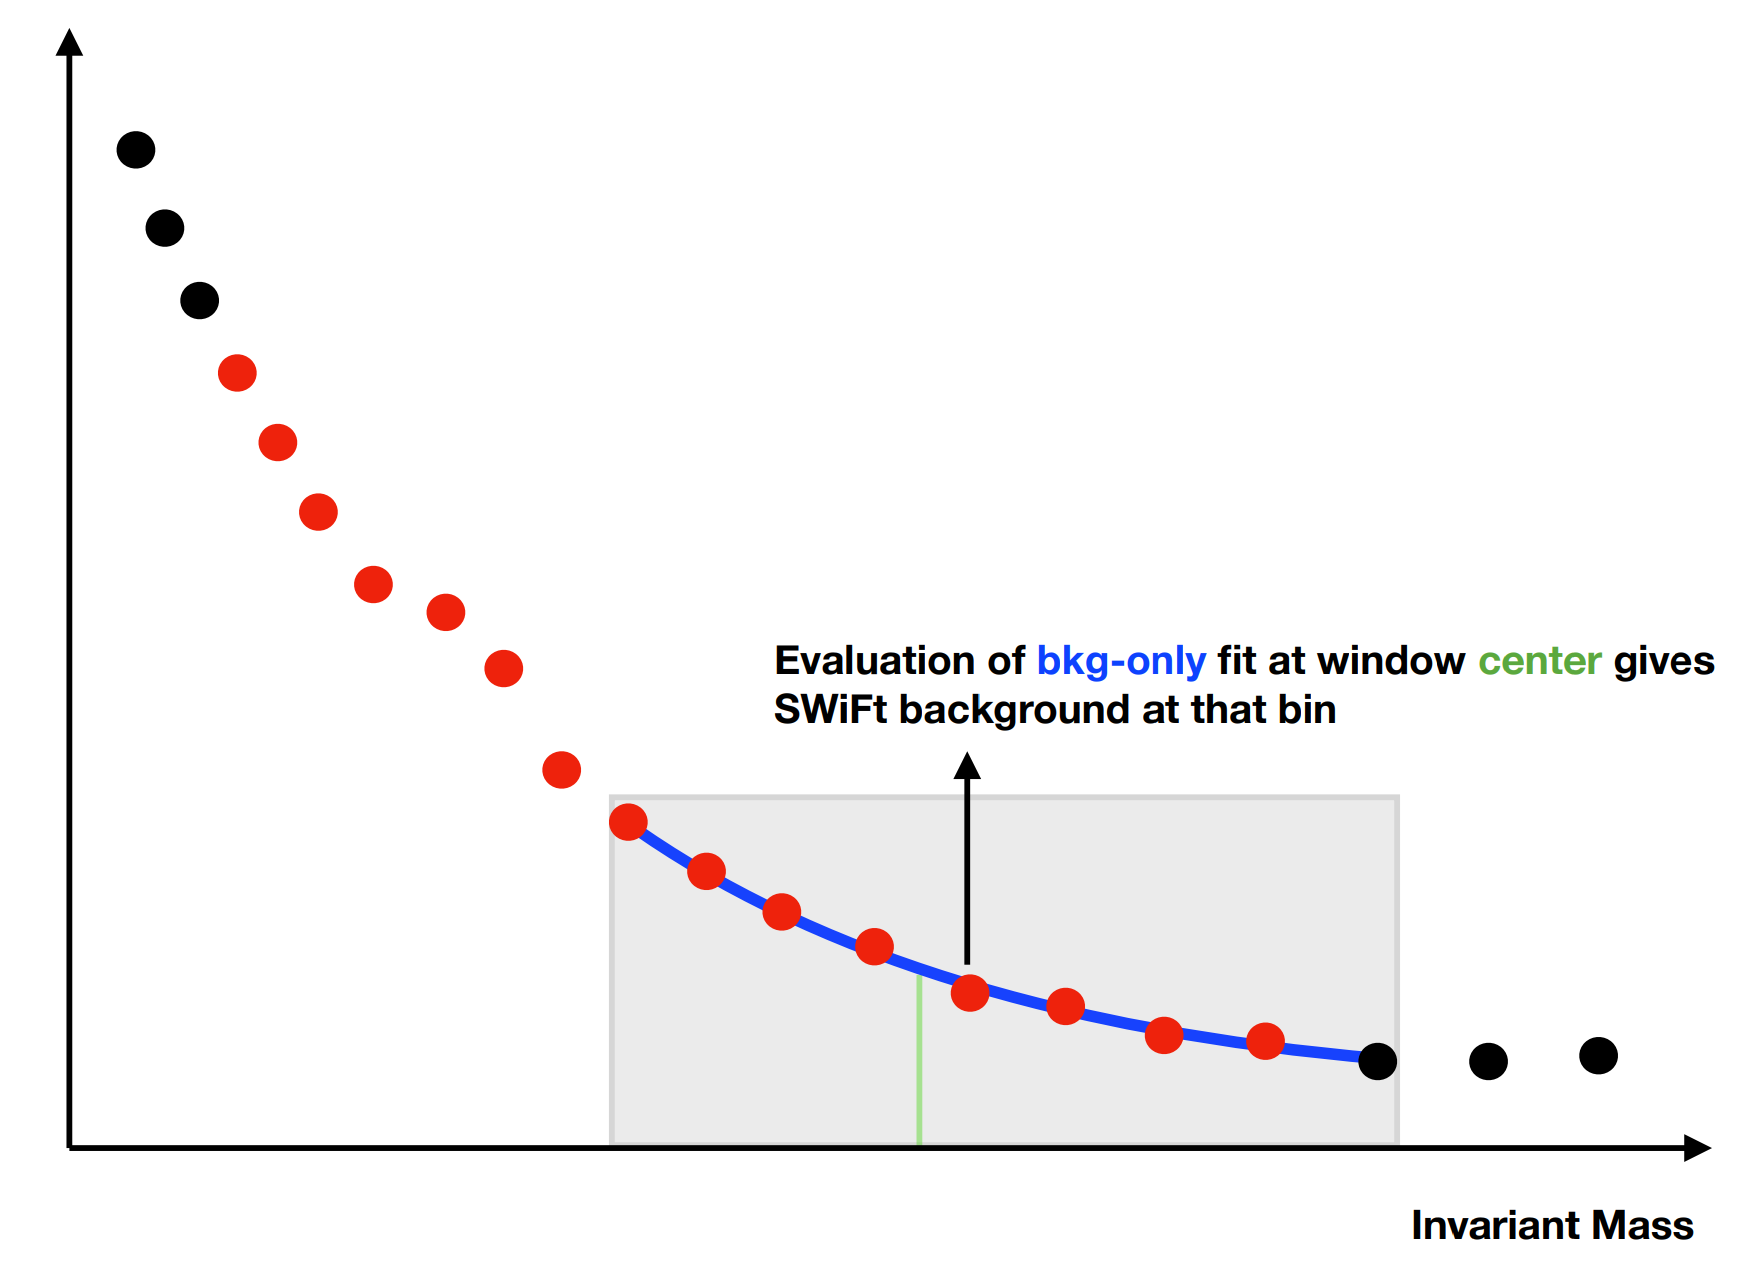 Evaluation of bkg-only fit at window center gives
SWiFt background at that bin
Invariant Mass